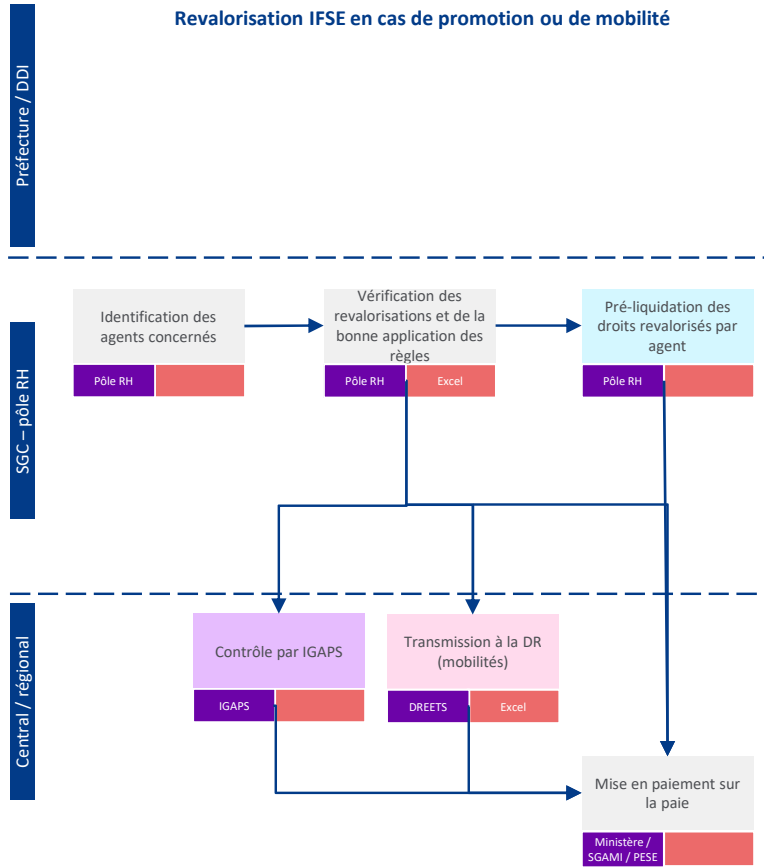 Revalorisation IFSE en cas de promotion ou de mobilité
Préfecture / DDI
SGC – pôle RH
Identification des
agents concernés
Pôle RH
Vérification des
revalorisations et de la
bonne application des
règles
Pôle RH
Excel
Pré-liquidation des
droits revalorisés par
agent
Pôle RH
Central / régional
Contrôle par IGAPS
IGAPS
Transmission à la DR
(mobilités)
DREETS
Excel
Mise en paiement sur
la paie
Ministère /
SGAMI / PESE